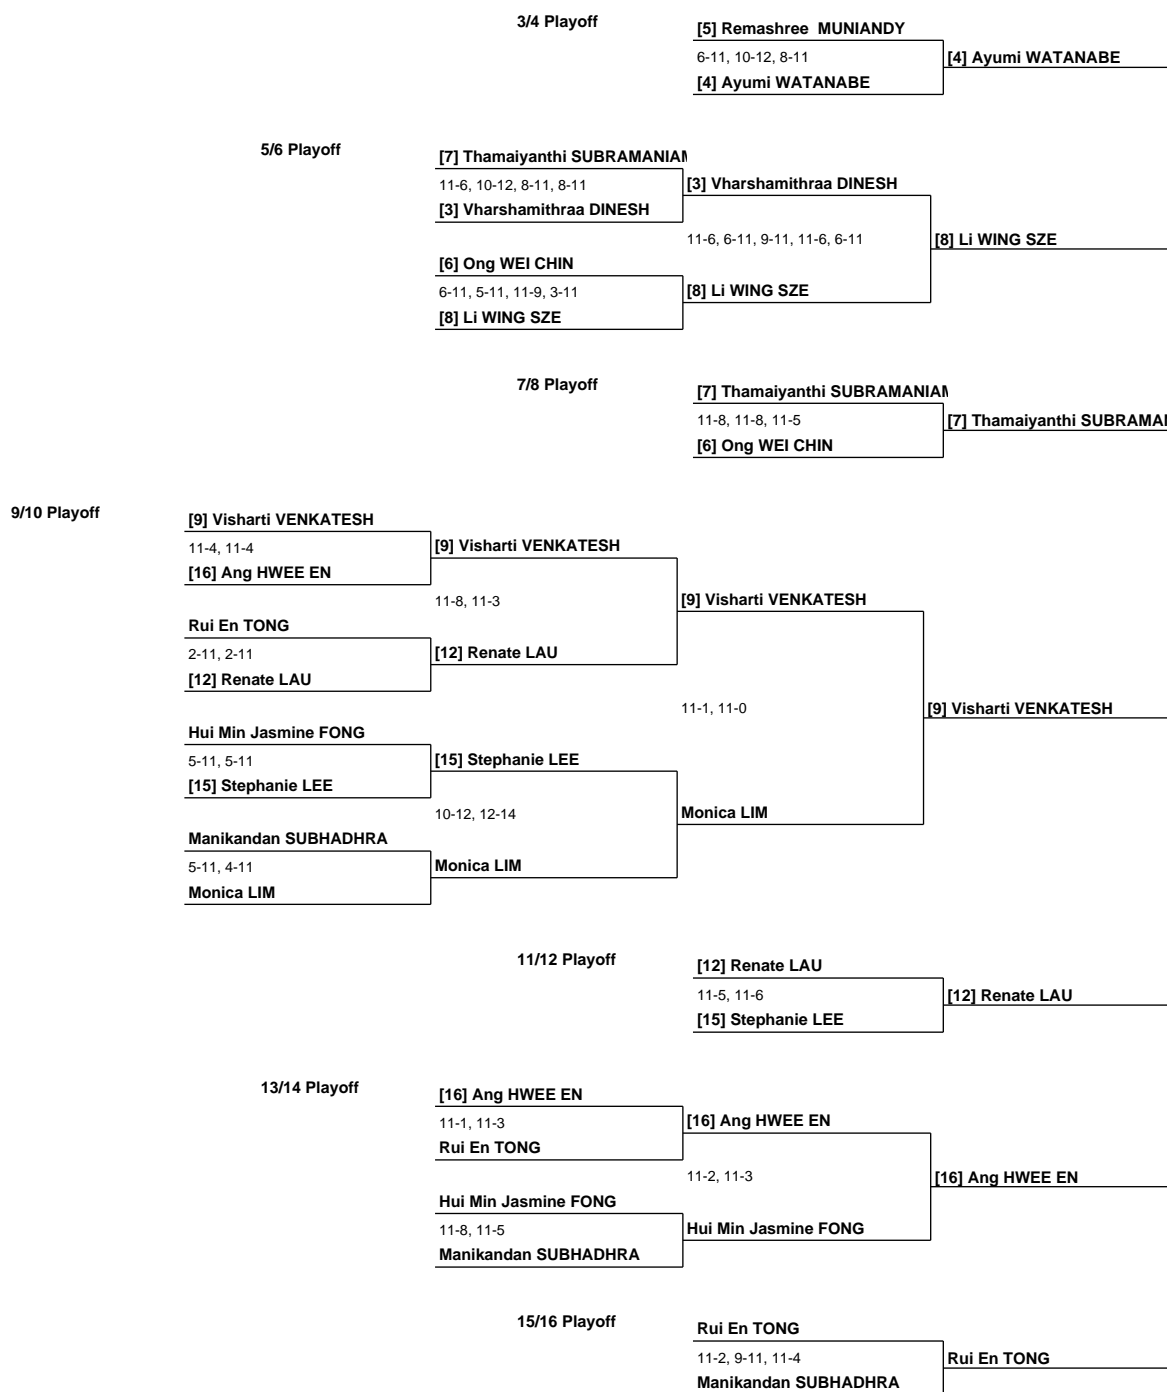 3/4 Playoff
[5] Remashree  MUNIANDY
6-11, 10-12, 8-11
[4] Ayumi WATANABE
[4] Ayumi WATANABE
5/6 Playoff
[7] Thamaiyanthi SUBRAMANIAM
11-6, 10-12, 8-11, 8-11
[3] Vharshamithraa DINESH
[3] Vharshamithraa DINESH
11-6, 6-11, 9-11, 11-6, 6-11
[8] Li WING SZE
[6] Ong WEI CHIN
6-11, 5-11, 11-9, 3-11
[8] Li WING SZE
[8] Li WING SZE
7/8 Playoff
[7] Thamaiyanthi SUBRAMANIAM
11-8, 11-8, 11-5
[7] Thamaiyanthi SUBRAMAN
[6] Ong WEI CHIN
9/10 Playoff
[9] Visharti VENKATESH
11-4, 11-4
[9] Visharti VENKATESH
[16] Ang HWEE EN
11-8, 11-3
[9] Visharti VENKATESH
Rui En TONG
2-11, 2-11
[12] Renate LAU
[12] Renate LAU
11-1, 11-0
[9] Visharti VENKATESH
Hui Min Jasmine FONG
5-11, 5-11
[15] Stephanie LEE
[15] Stephanie LEE
10-12, 12-14
Monica LIM
Manikandan SUBHADHRA
5-11, 4-11
Monica LIM
Monica LIM
11/12 Playoff
[12] Renate LAU
11-5, 11-6
[12] Renate LAU
[15] Stephanie LEE
13/14 Playoff
[16] Ang HWEE EN
11-1, 11-3
[16] Ang HWEE EN
Rui En TONG
11-2, 11-3
[16] Ang HWEE EN
Hui Min Jasmine FONG
11-8, 11-5
Hui Min Jasmine FONG
Manikandan SUBHADHRA
15/16 Playoff
Rui En TONG
11-2, 9-11, 11-4
Rui En TONG
Manikandan SUBHADHRA